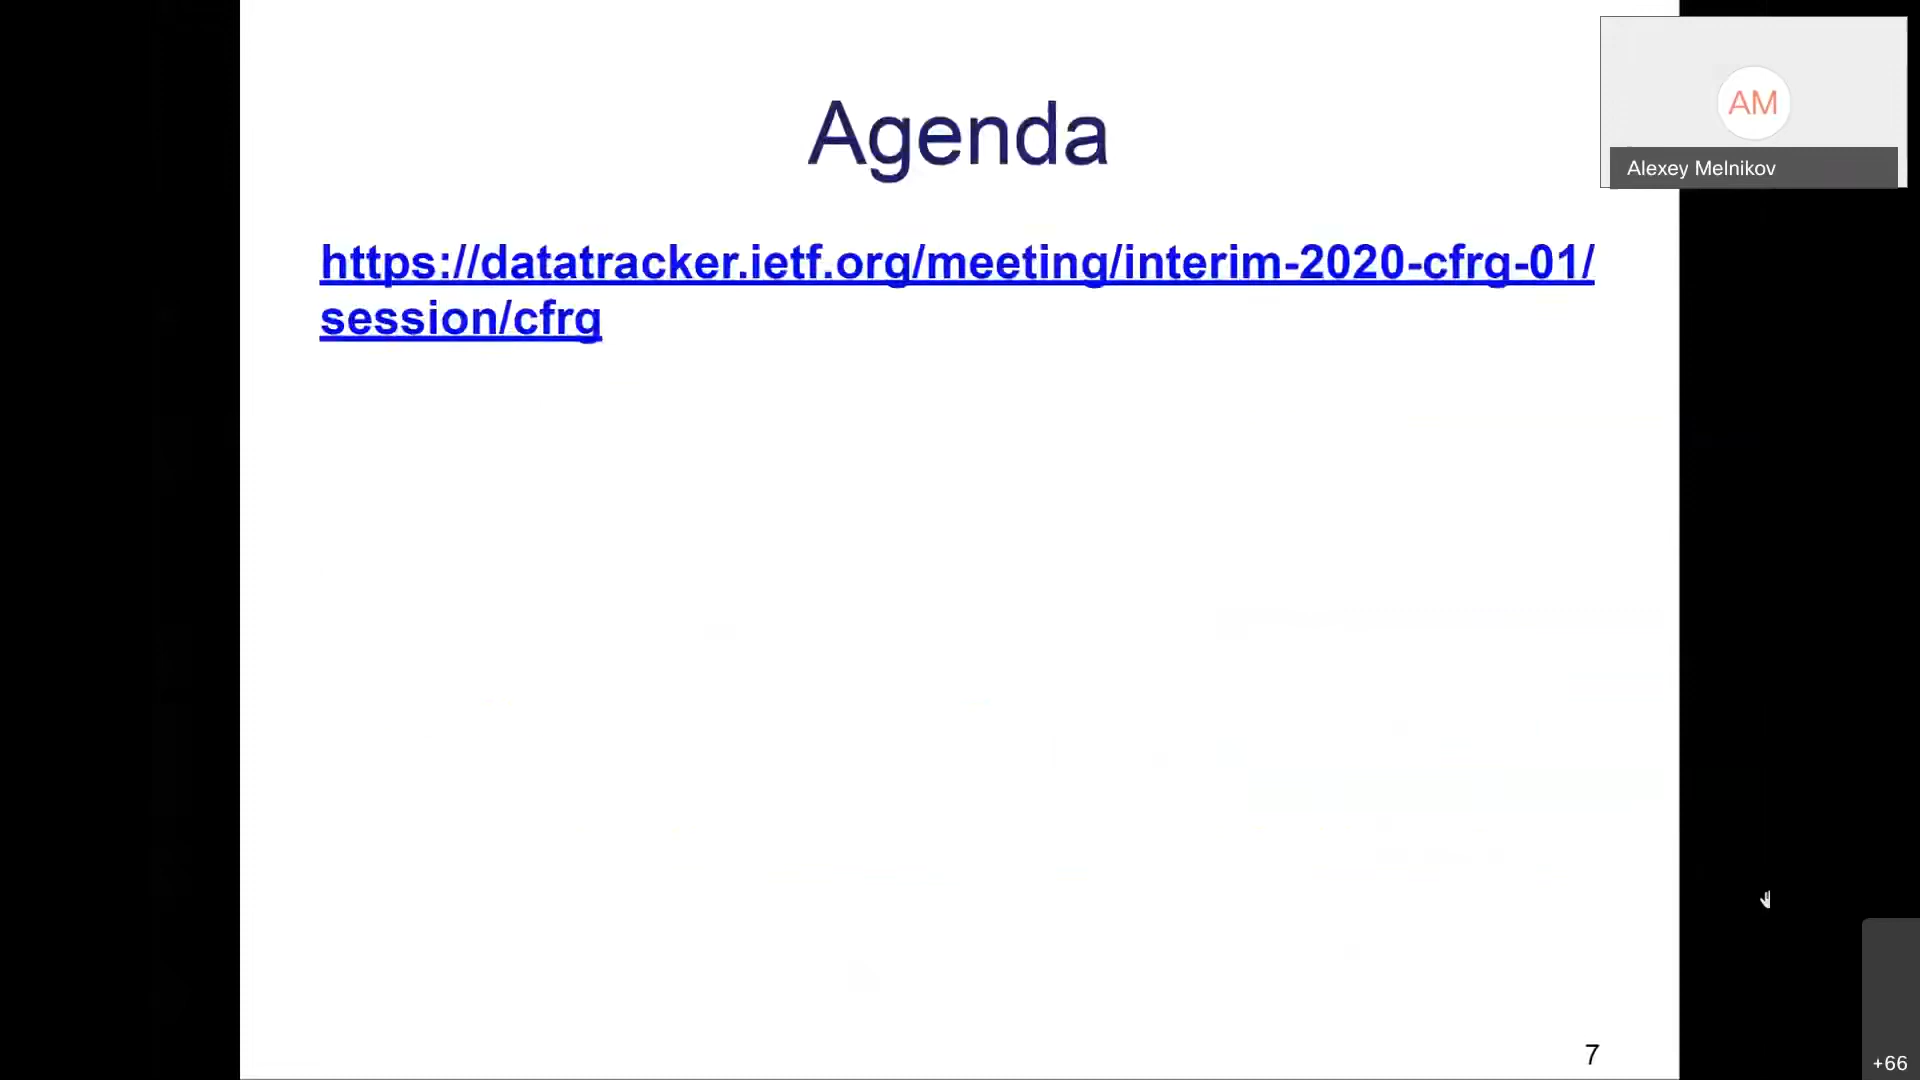 Agenda
AM
Alexey Melnikov
https://datatracker.ietf.org/meeting/interim-2020-cfrg-01/
session/cfrg
7
+66